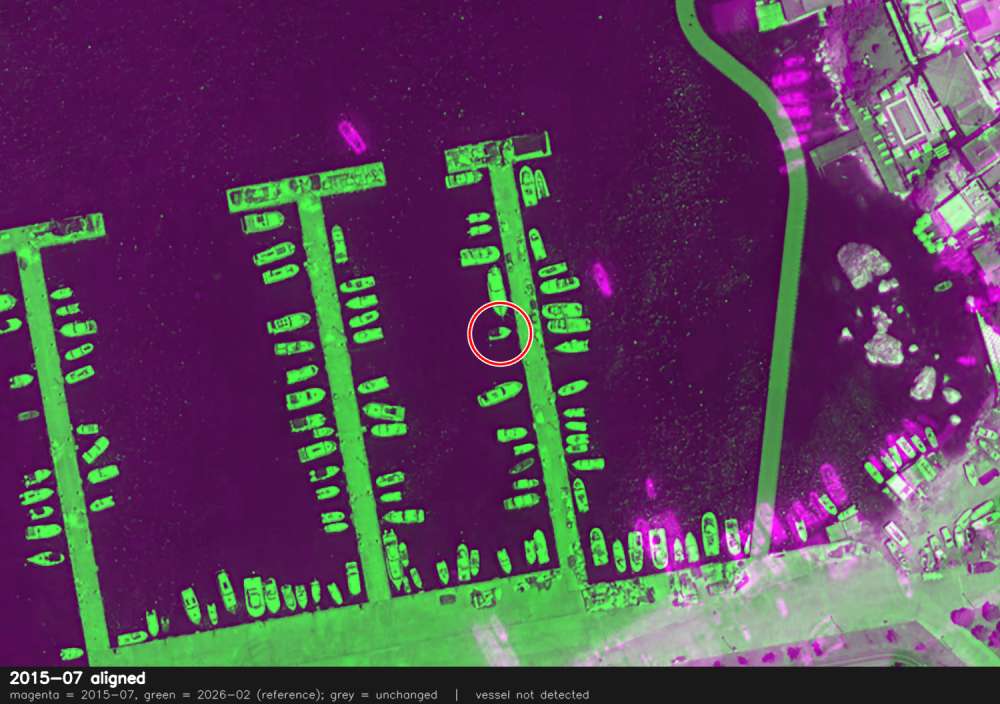 2015-07 aligned
magenta = 2015-07, green = 2026-02 (reference); grey = unchanged | vessel not detected